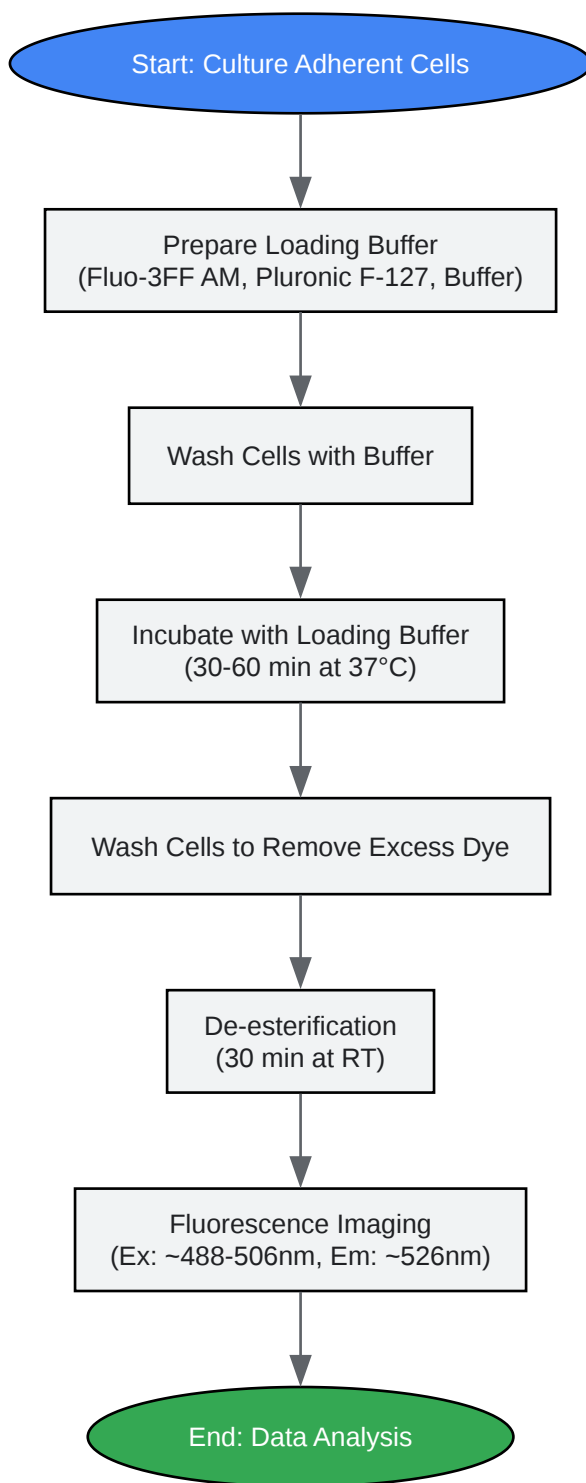 Start: Culture Adherent Cells
Prepare Loading Buffer
(Fluo-3FF AM, Pluronic F-127, Buffer)
Wash Cells with Buffer
Incubate with Loading Buffer
(30-60 min at 37°C)
Wash Cells to Remove Excess Dye
De-esterification
(30 min at RT)
Fluorescence Imaging
(Ex: ~488-506nm, Em: ~526nm)
End: Data Analysis